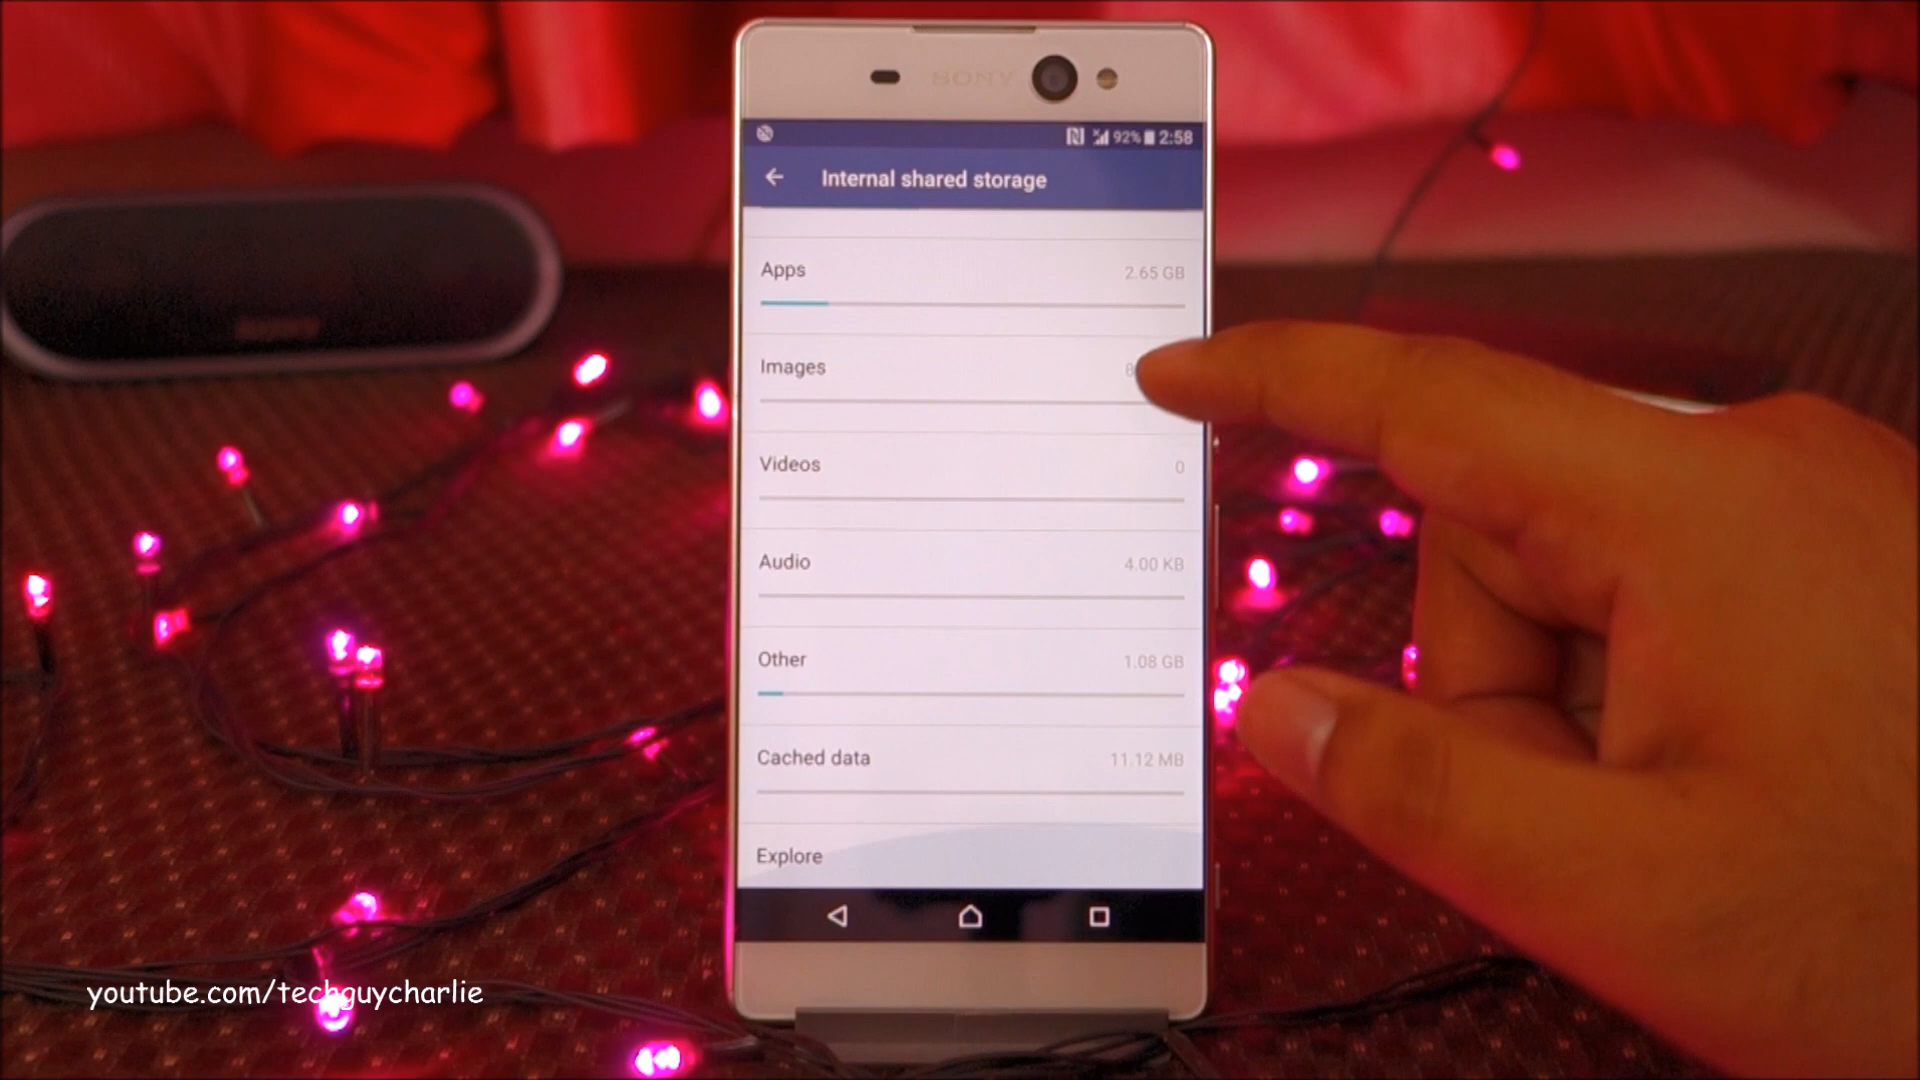 SONY
92% 2:58
Internal shared storage
Apps 2.65 GB
Images
Videos 0
Audio 4.00 KB
Other 1.08 GB
Cached data 11.12 MB
Explore
SONY
youtube.com/techguycharlie